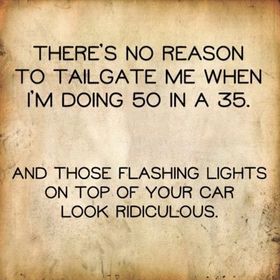 THERE'S NO REASON
TO TAILGATE ME WHEN
I'M DOING 50 IN A 35.
AND THOSE FLASHING LIGHTS
ON TOP OF YOUR CAR
LOOK RIDICULOUS.